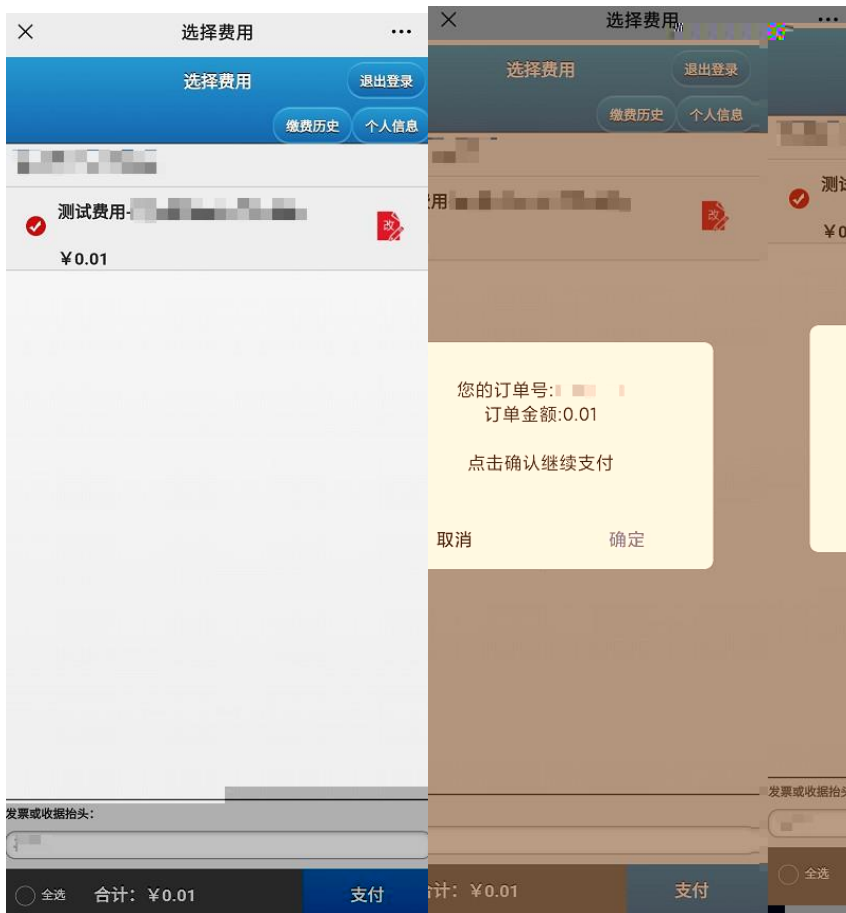 选择费用
选择费用
退出登录
缴费历史
个人信息
测试费用-
改
￥0.01
发票或收据抬头:
全选
合计: ￥0.01
支付
选择费用
选择费用
退出登录
缴费历史
个人信息
用
改
您的订单号:
订单金额:0.01
点击确认继续支付
取消
确定
计: ￥0.01
支付
测
￥0
发票或收据抬
全选